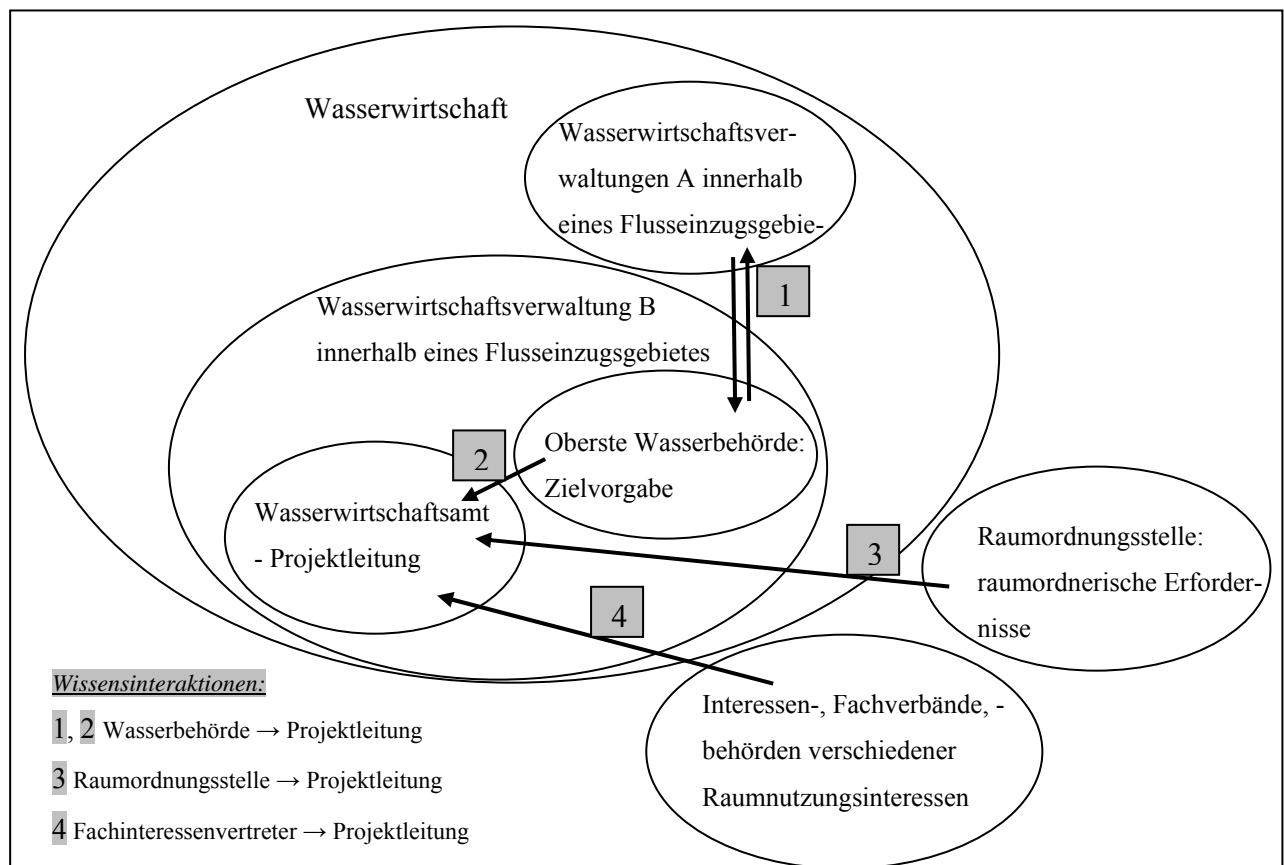 Wasserwirtschaft
Wasserwirtschaftsver-
waltungen A innerhalb
eines Flusseinzugsgebie-
1
Wasserwirtschaftsverwaltung B
innerhalb eines Flusseinzugsgebietes
2
Oberste Wasserbehörde:
Zielvorgabe
Wasserwirtschaftsamt
- Projektleitung
3
Raumordnungsstelle:
raumordnerische Erforder-
nisse
4
Interessen-, Fachverbände, -
behörden verschiedener
Raumnutzungsinteressen
Wissensinteraktionen:
1, 2 Wasserbehörde → Projektleitung
3 Raumordnungsstelle → Projektleitung
4 Fachinteressenvertreter → Projektleitung